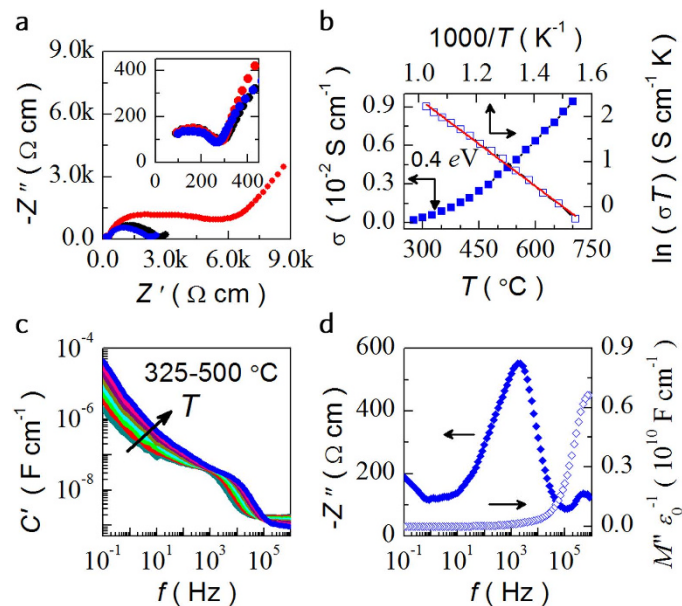 a
9.0k
6.0k
3.0k
0.0
-Z″ ( Ω cm )
0.0 3.0k 6.0k 9.0k
Z′ ( Ω cm )
400
200
0
0 200 400
b
1000/T ( K⁻¹ )
1.0 1.2 1.4 1.6
0.9
0.6
0.3
0.0
σ ( 10⁻² S cm⁻¹ )
0.4 eV
2
1
0
ln ( σT ) ( S cm⁻¹ K )
300 450 600 750
T ( °C )
c
10⁻⁴
10⁻⁶
10⁻⁸
C′ ( F cm⁻¹ )
325-500 °C
T
10⁻¹ 10¹ 10³ 10⁵
f ( Hz )
d
600
400
200
0
-Z″ ( Ω cm )
0.9
0.6
0.3
0.0
M″ ε₀⁻¹ ( 10¹⁰ F cm⁻¹ )
10⁻¹ 10¹ 10³ 10⁵
f ( Hz )